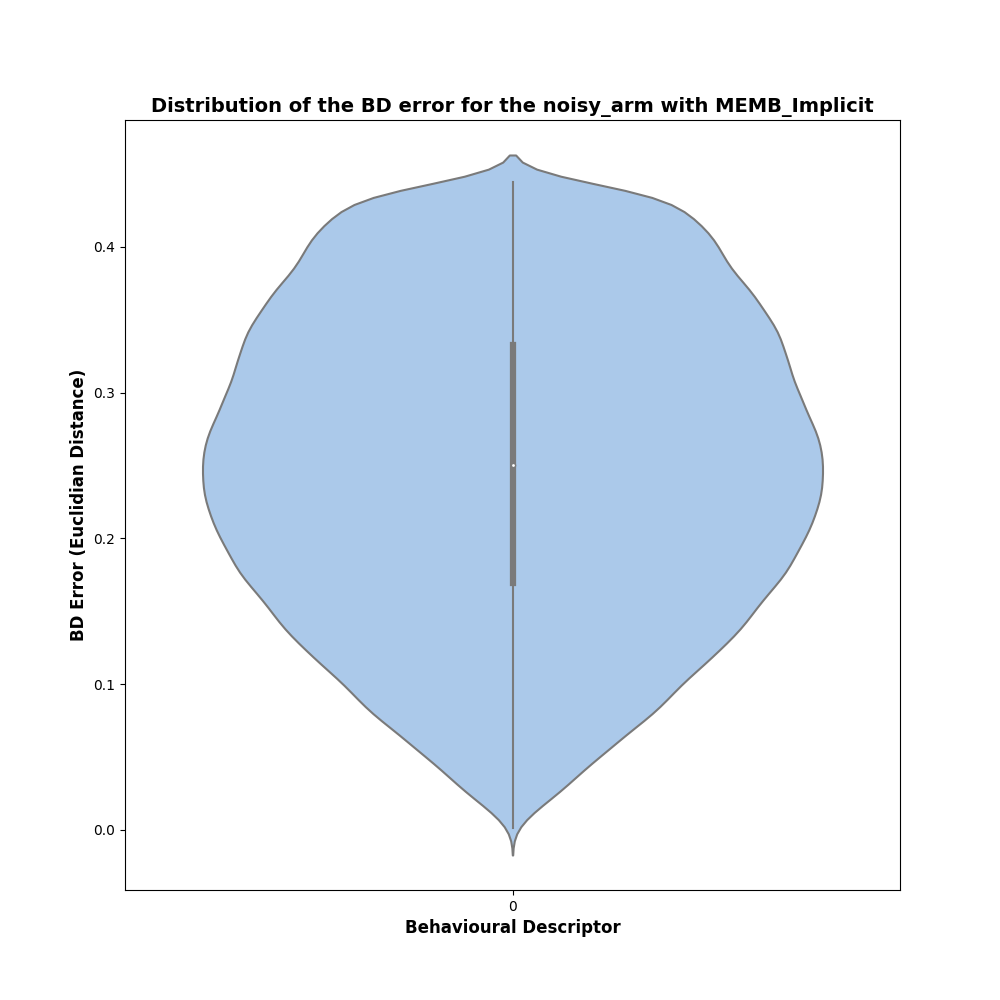 Distribution of the BD error for the noisy_arm with MEMB_Implicit
BD Error (Euclidian Distance)
0.4
0.3
0.2
0.1
0.0
0
Behavioural Descriptor